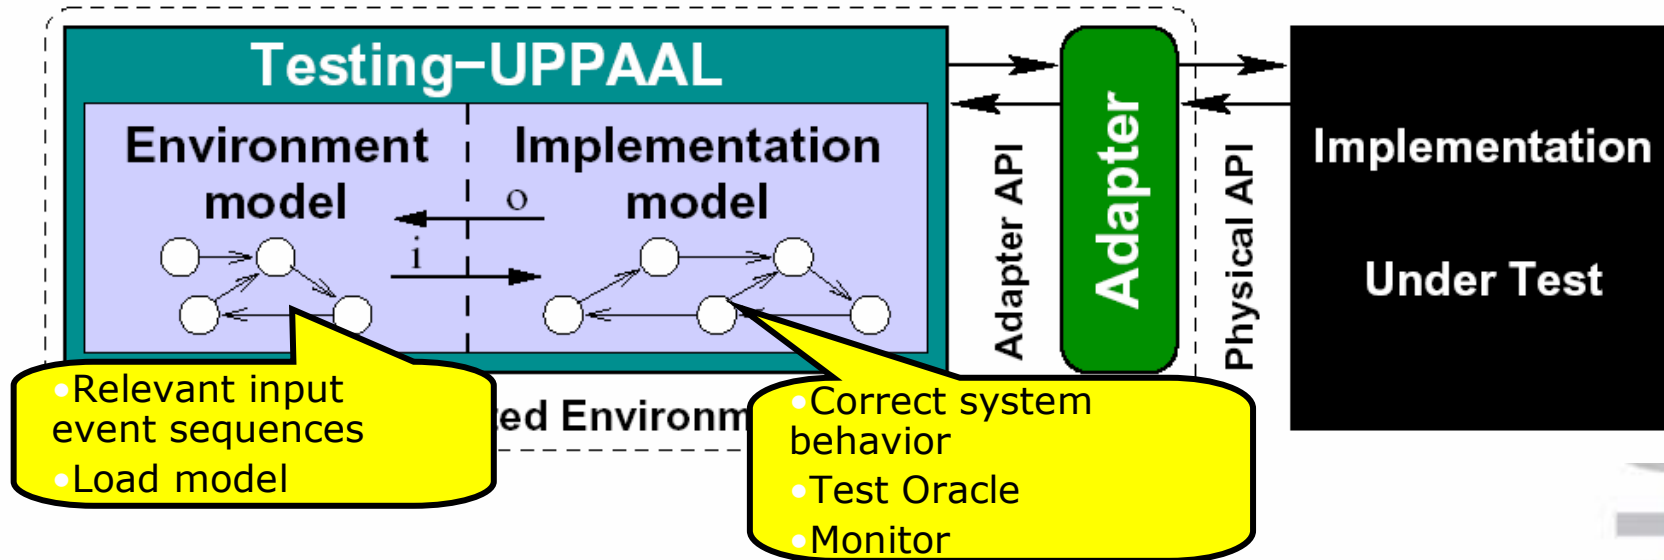 Testing-UPPAAL
Environment
model
Implementation
model
o
i
Adapter API
Adapter
Physical API
Implementation
Under Test
•Relevant input
event sequences
•Load model
ed Environm
•Correct system
behavior
•Test Oracle
•Monitor